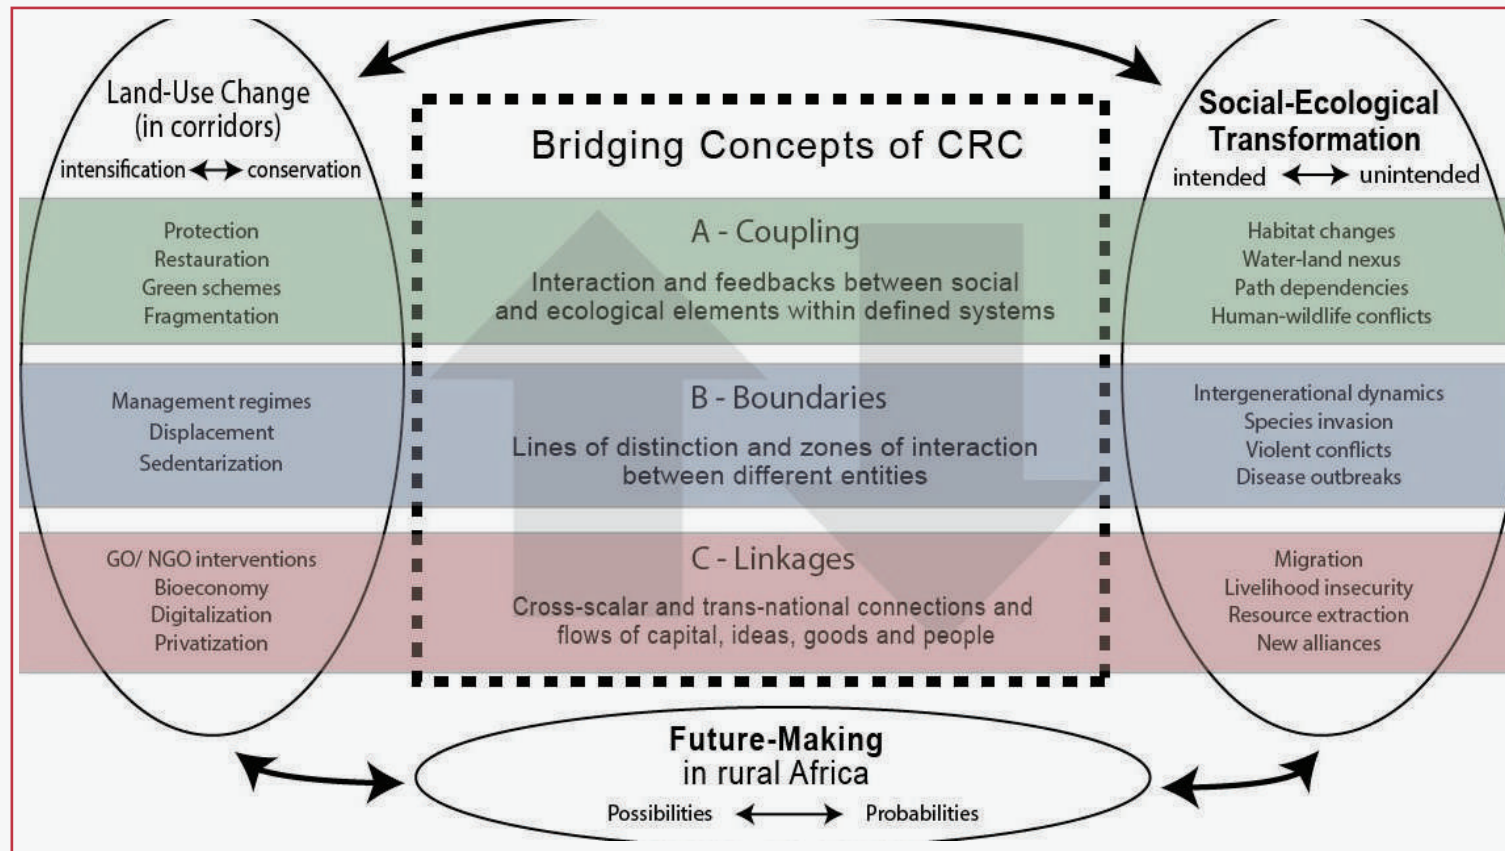 Land-Use Change
(in corridors)
intensification conservation
Protection
Restauration
Green schemes
Fragmentation
Management regimes
Displacement
Sedentarization
GO/ NGO interventions
Bioeconomy
Digitalization
Privatization
Bridging Concepts of CRC
A - Coupling
Interaction and feedbacks between social
and ecological elements within defined systems
B - Boundaries
Lines of distinction and zones of interaction
between different entities
C - Linkages
Cross-scalar and trans-national connections and
flows of capital, ideas, goods and people
Social-Ecological
Transformation
intended unintended
Habitat changes
Water-land nexus
Path dependencies
Human-wildlife conflicts
Intergenerational dynamics
Species invasion
Violent conflicts
Disease outbreaks
Migration
Livelihood insecurity
Resource extraction
New alliances
Future-Making
in rural Africa
Possibilities Probabilities